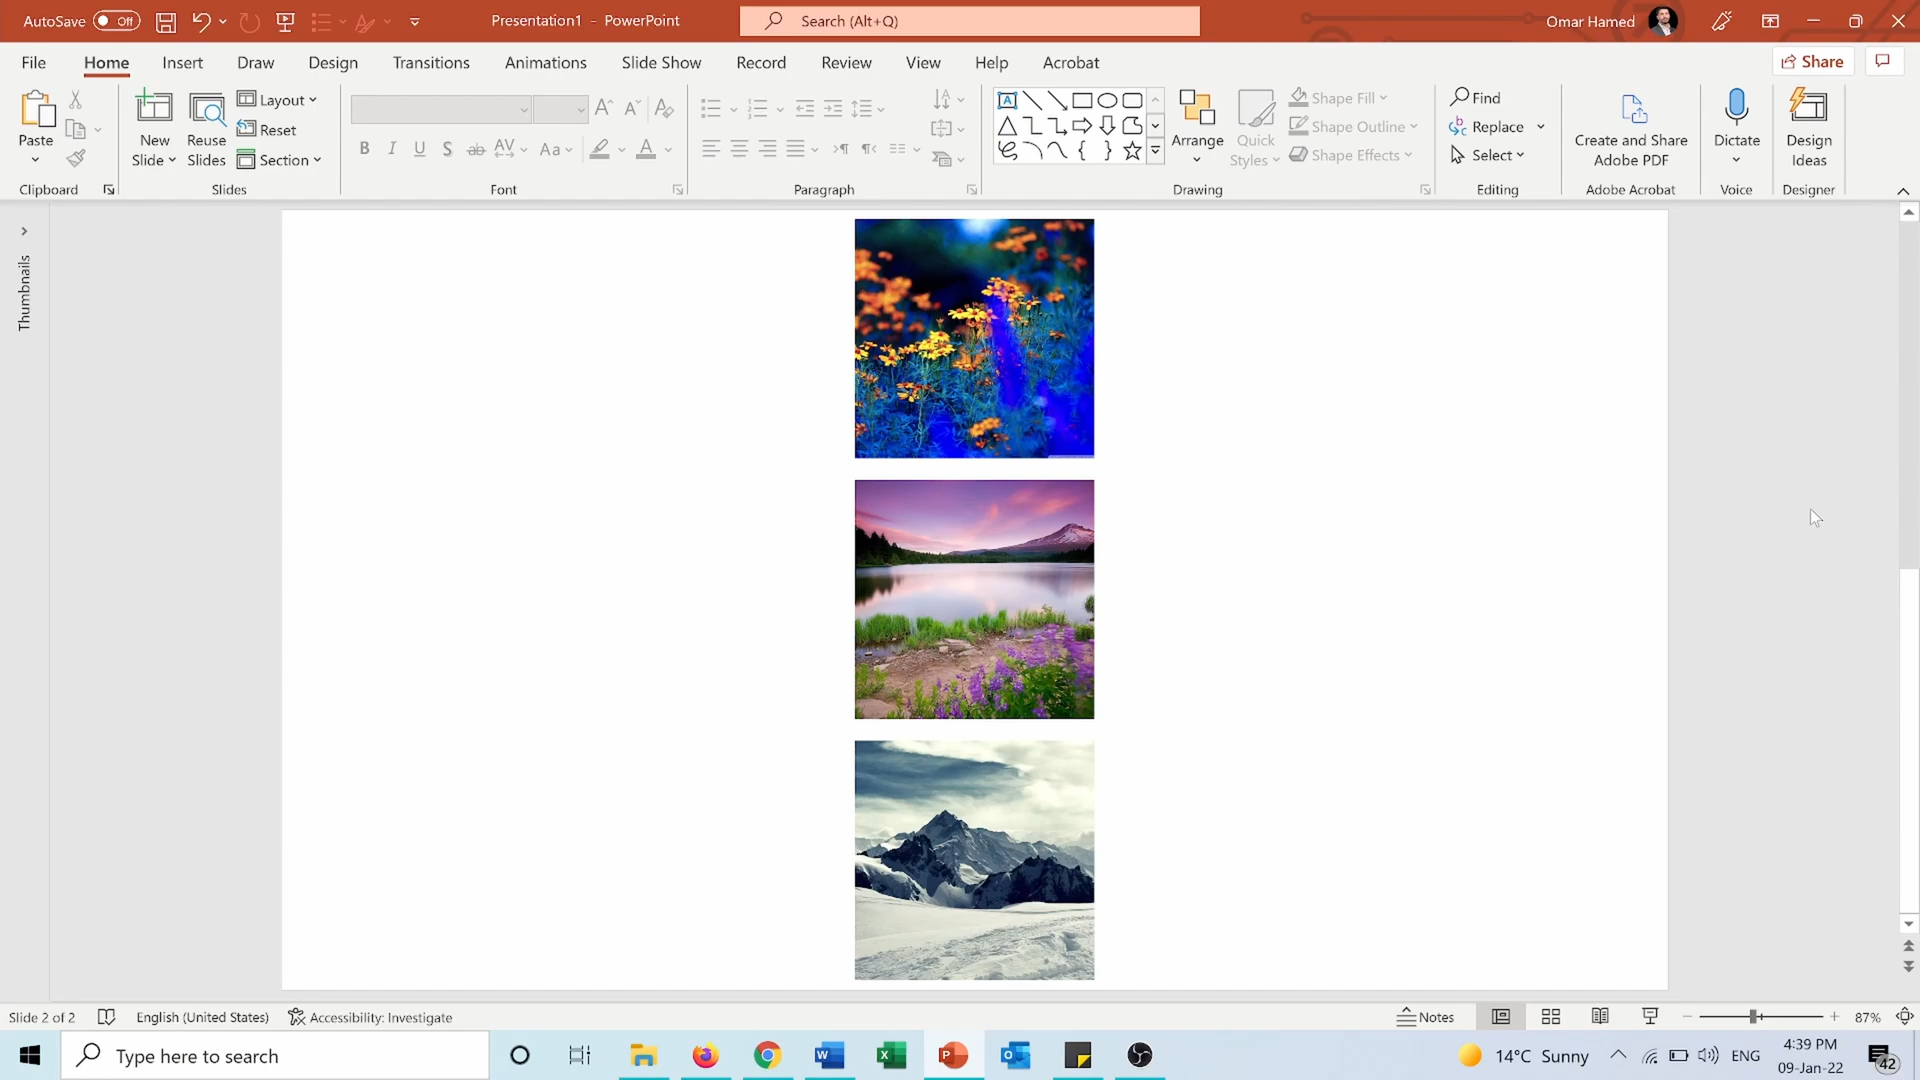 AutoSave Off
Presentation1 - PowerPoint
Search (Alt+Q)
Omar Hamed
File Home Insert Draw Design Transitions Animations Slide Show Record Review View Help Acrobat
Share
Paste
New Slide
Reuse Slides
Layout
Reset
Section
B I U S ab AV Aa A
Shape Fill
Shape Outline
Shape Effects
Arrange
Quick Styles
Find
Replace
Select
Create and Share Adobe PDF
Dictate
Design Ideas
Clipboard Slides Font Paragraph Drawing Editing Adobe Acrobat Voice Designer
Thumbnails
Slide 2 of 2 English (United States) Accessibility: Investigate
Notes
87%
Type here to search
14°C Sunny
ENG
4:39 PM
09-Jan-22
42